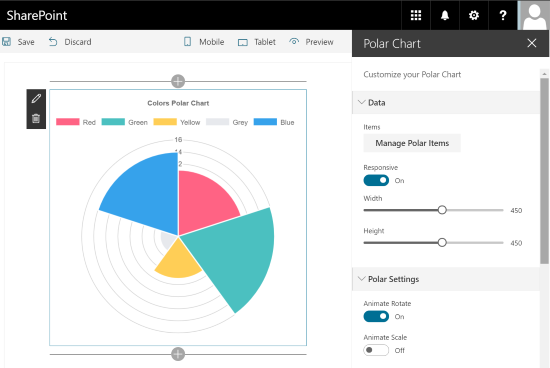 SharePoint
?
Save
Discard
Mobile
Tablet
Preview
Polar Chart
Customize your Polar Chart
Data
Items
Manage Polar Items
Responsive
On
Width
450
Height
450
Polar Settings
Animate Rotate
On
Animate Scale
Off
Colors Polar Chart
Red Green Yellow Grey Blue
16
14
2